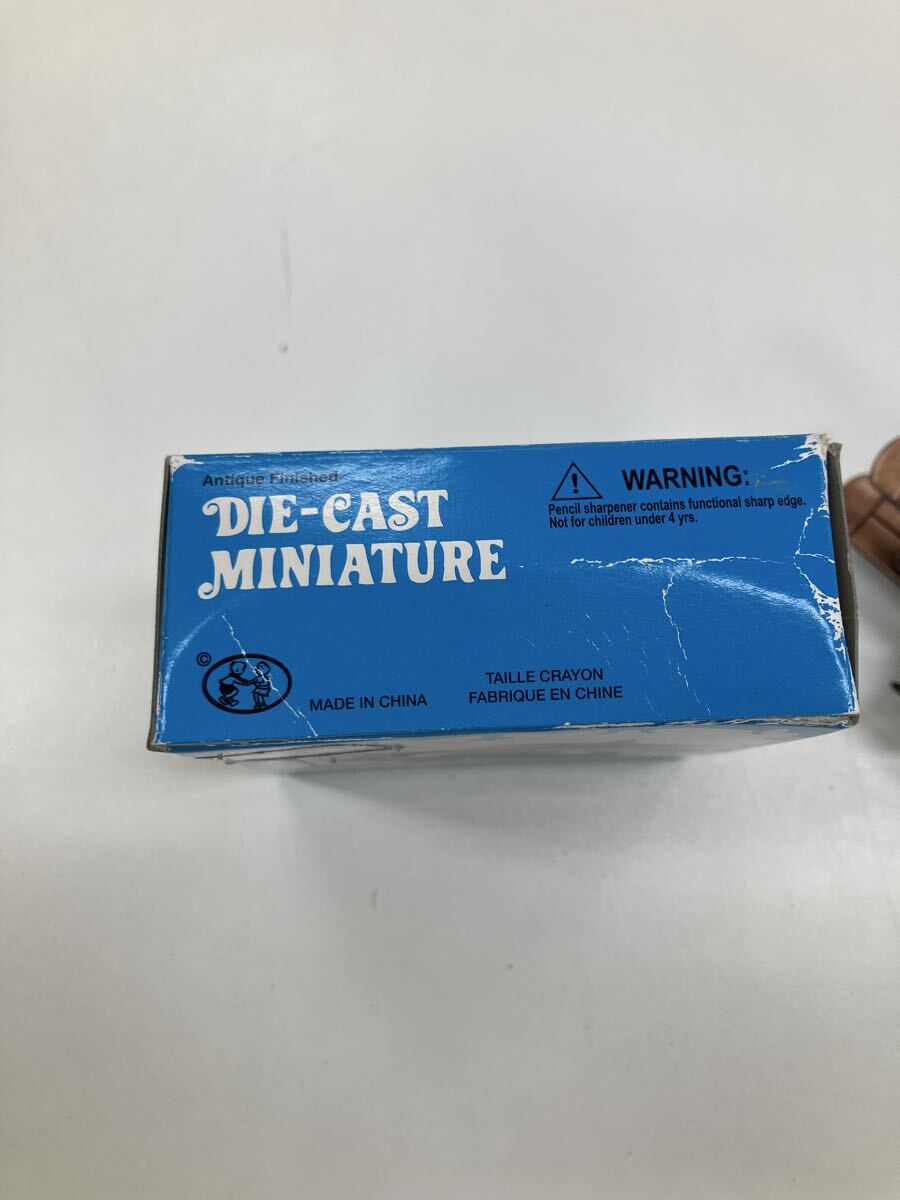 Antique Finished
DIE-CAST
MINIATURE
WARNING:
Pencil sharpener contains functional sharp edge.
Not for children under 4 yrs.
©
MADE IN CHINA
TAILLE CRAYON
FABRIQUE EN CHINE